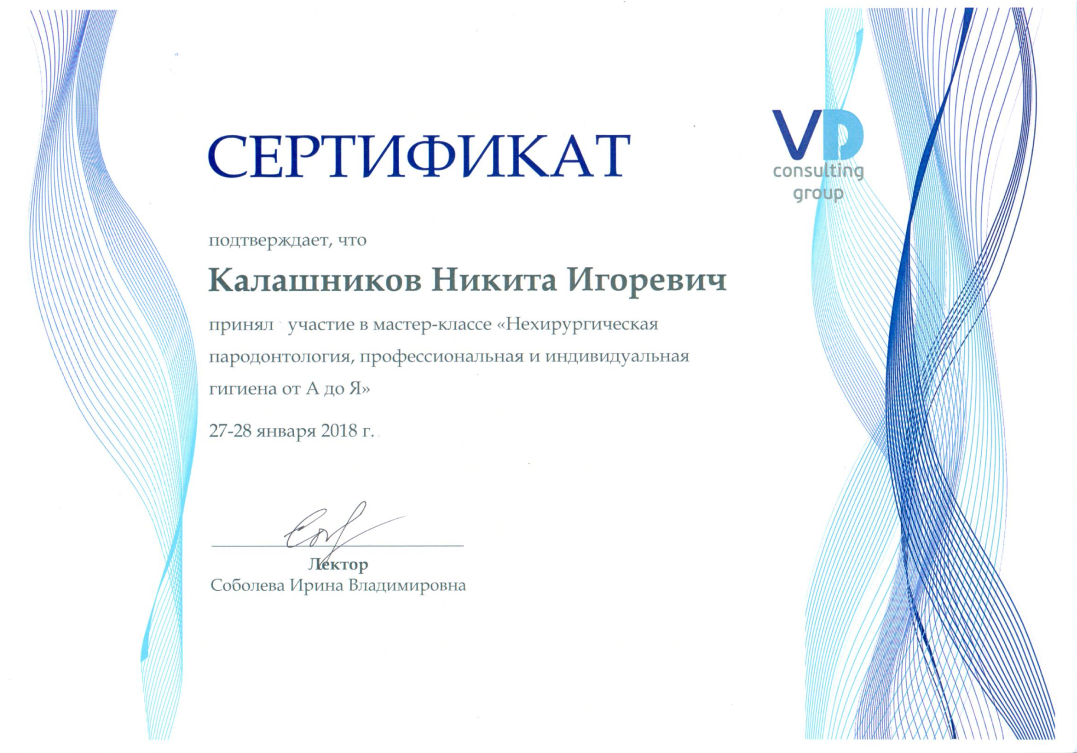 СЕРТИФИКАТ
VD
consulting
group
подтверждает, что
Калашников Никита Игоревич
принял участие в мастер-классе «Нехирургическая
пародонтология, профессиональная и индивидуальная
гигиена от А до Я»
27-28 января 2018 г.
Лектор
Соболева Ирина Владимировна